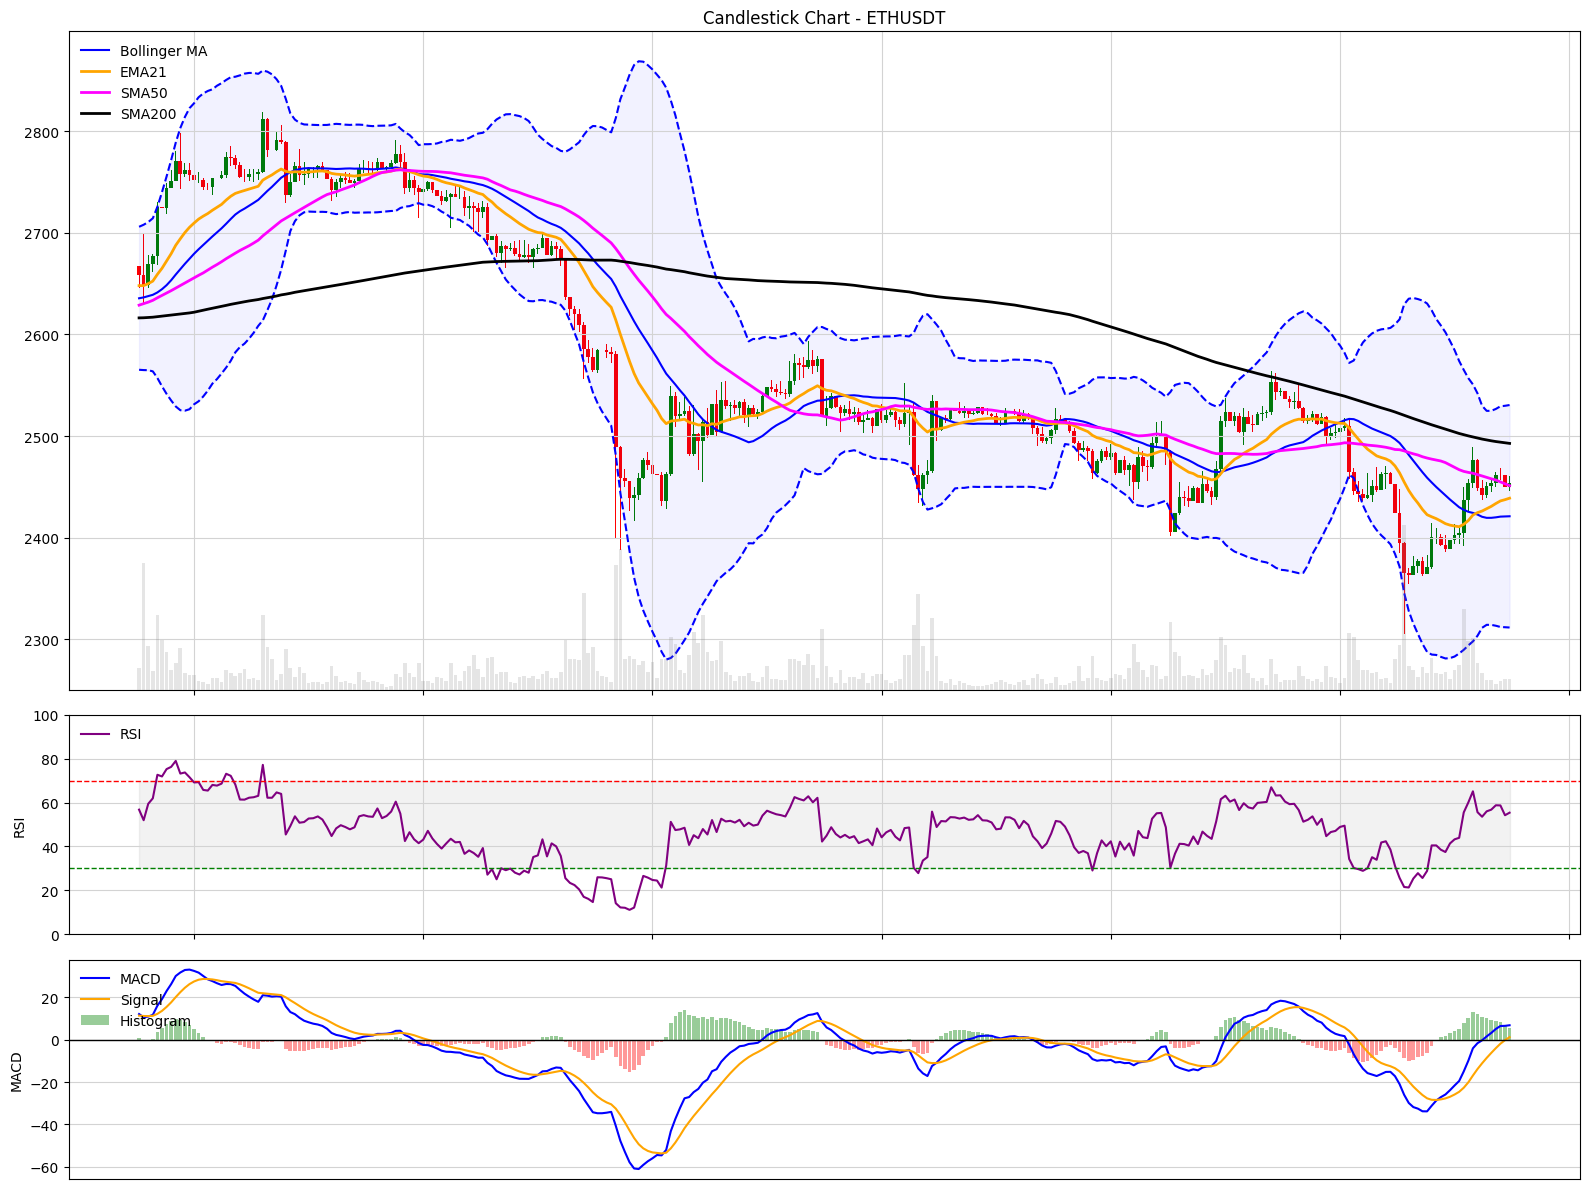 Candlestick Chart - ETHUSDT
Bollinger MA
EMA21
SMA50
SMA200
2800
2700
2600
2500
2400
2300
RSI
100
80
60
40
20
0
RSI
MACD
Signal
Histogram
20
0
−20
−40
−60
MACD